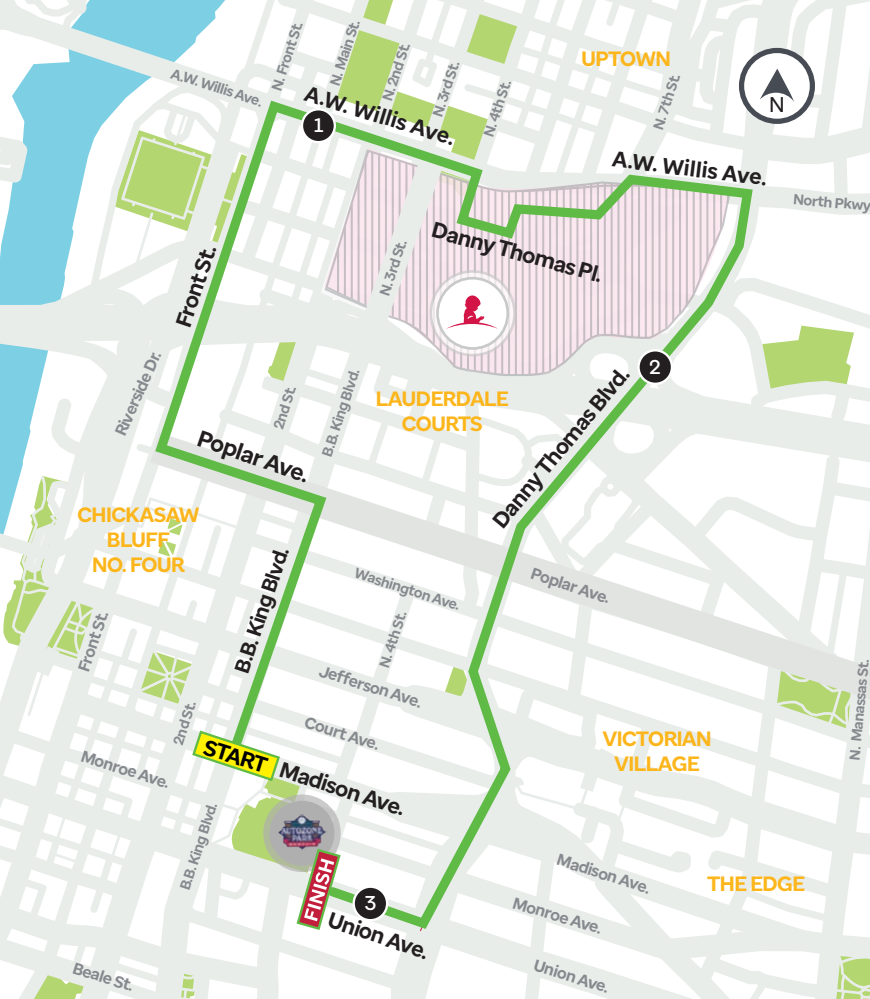 UPTOWN
N. Front St.
N. Main St.
N. 2nd St.
N. 3rd St.
N. 4th St.
N. 7th St.
N
A.W. Willis Ave.
A.W. Willis Ave.
1
A.W. Willis Ave.
North Pkwy
Danny Thomas Pl.
N. 3rd St.
Front St.
Riverside Dr.
2nd St.
B.B. King Blvd.
LAUDERDALE
COURTS
2
Danny Thomas Blvd.
Poplar Ave.
CHICKASAW
BLUFF
NO. FOUR
B.B. King Blvd.
Washington Ave.
Poplar Ave.
Front St.
N. 4th St.
Jefferson Ave.
N. Manassas St.
2nd St.
Court Ave.
VICTORIAN
VILLAGE
START
Madison Ave.
Monroe Ave.
AUTOZONE
PARK
B.B. King Blvd.
FINISH
3
Union Ave.
Madison Ave.
THE EDGE
Monroe Ave.
Union Ave.
Beale St.